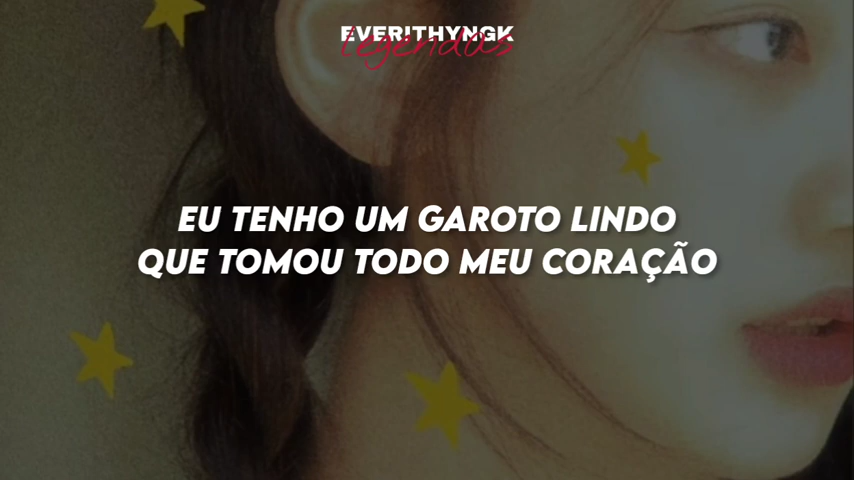 EVERITHYNGK
legendas
EU TENHO UM GAROTO LINDO
QUE TOMOU TODO MEU CORAÇÃO